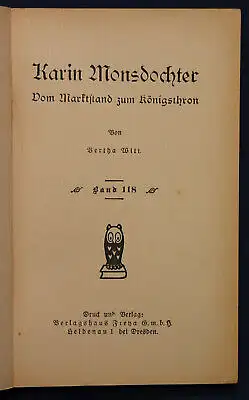 Karin Monsdochter
Vom Marktstand zum Königsthron
Von
Bertha Witt.
Band 118
Druck und Verlag:
Verlagshaus Freya G.m.b.H.
Heidenau I bei Dresden.